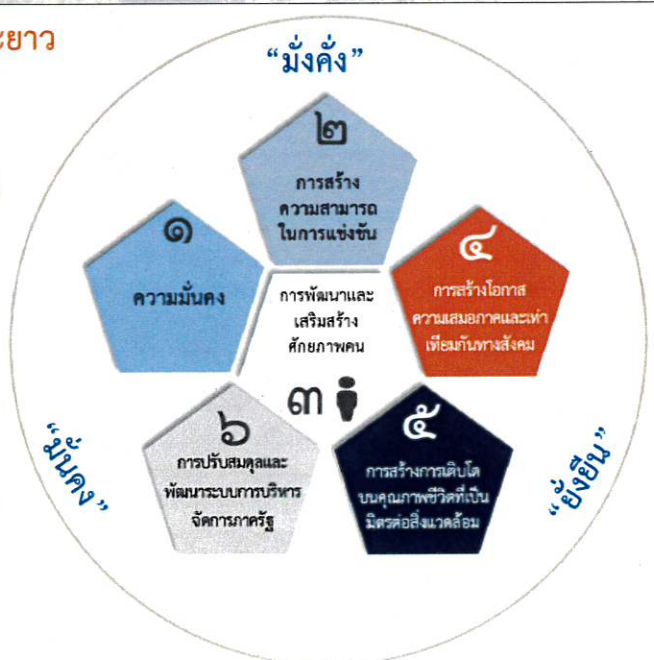 ะยาว
“มั่งคั่ง”
๒
การสร้าง
ความสามารถ
ในการแข่งขัน
๑
ความมั่นคง
การพัฒนาและ
เสริมสร้าง
ศักยภาพคน
๓
๔
การสร้างโอกาส
ความเสมอภาคและเท่า
เทียมกันทางสังคม
๖
การปรับสมดุลและ
พัฒนาระบบการบริหาร
จัดการภาครัฐ
๕
การสร้างการเติบโต
บนคุณภาพชีวิตที่เป็น
มิตรต่อสิ่งแวดล้อม
“มั่นคง”
“ยั่งยืน”